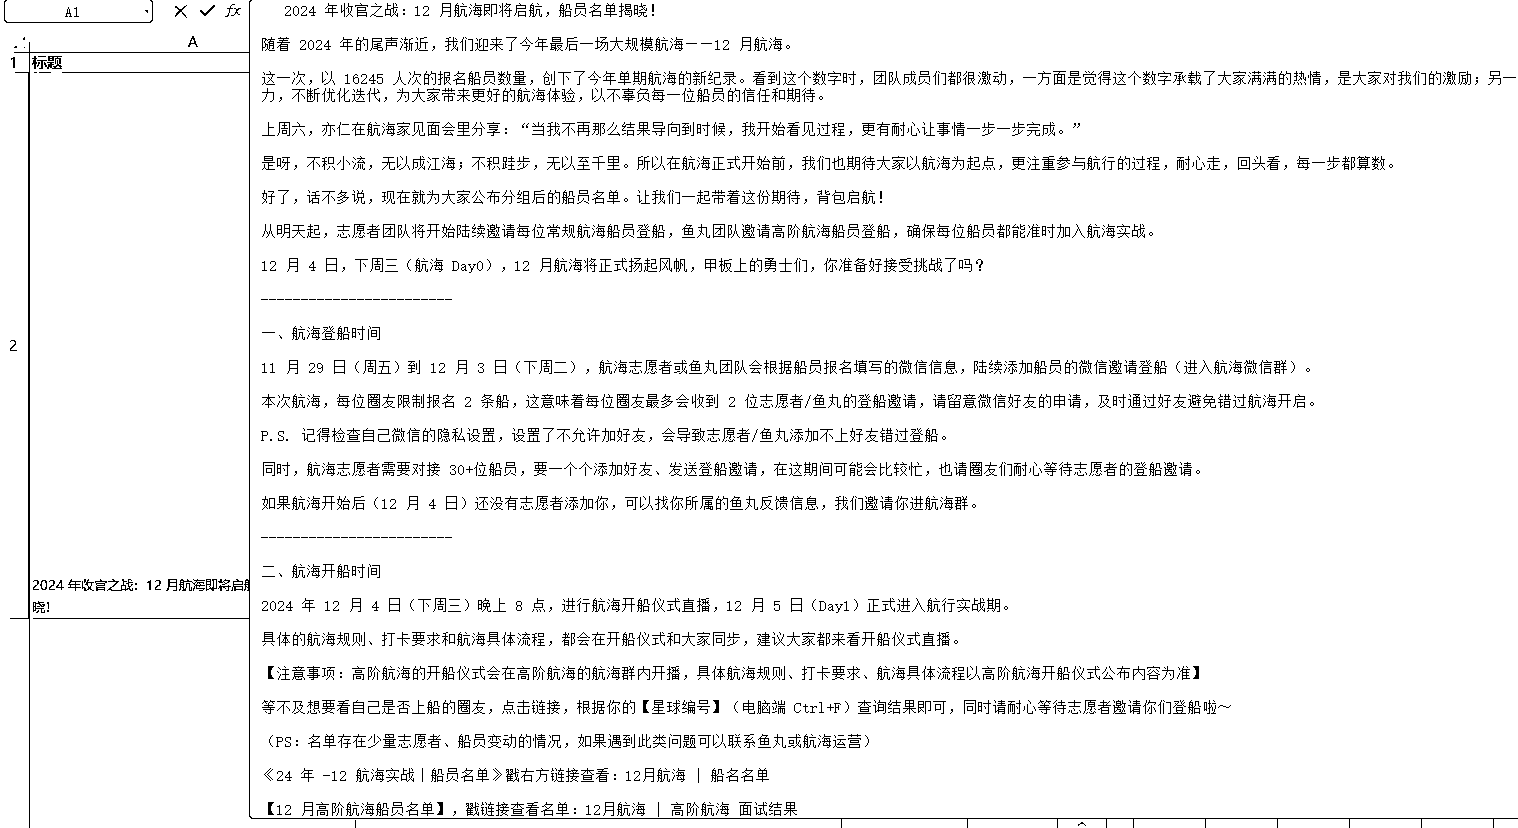 A1
fx
2024 年收官之战：12 月航海即将启航，船员名单揭晓！
A
随着 2024 年的尾声渐近，我们迎来了今年最后一场大规模航海——12 月航海。
1
标题
这一次，以 16245 人次的报名船员数量，创下了今年单期航海的新纪录。看到这个数字时，团队成员们都很激动，一方面是觉得这个数字承载了大家满满的热情，是大家对我们的激励；另一
力，不断优化迭代，为大家带来更好的航海体验，以不辜负每一位船员的信任和期待。
上周六，亦仁在航海家见面会里分享：“当我不再那么结果导向到时候，我开始看见过程，更有耐心让事情一步一步完成。”
是呀，不积小流，无以成江海；不积跬步，无以至千里。所以在航海正式开始前，我们也期待大家以航海为起点，更注重参与航行的过程，耐心走，回头看，每一步都算数。
好了，话不多说，现在就为大家公布分组后的船员名单。让我们一起带着这份期待，背包启航！
从明天起，志愿者团队将开始陆续邀请每位常规航海船员登船，鱼丸团队邀请高阶航海船员登船，确保每位船员都能准时加入航海实战。
12 月 4 日，下周三（航海 Day0），12 月航海将正式扬起风帆，甲板上的勇士们，你准备好接受挑战了吗？
------------------------
一、航海登船时间
2
11 月 29 日（周五）到 12 月 3 日（下周二），航海志愿者或鱼丸团队会根据船员报名填写的微信信息，陆续添加船员的微信邀请登船（进入航海微信群）。
本次航海，每位圈友限制报名 2 条船，这意味着每位圈友最多会收到 2 位志愿者/鱼丸的登船邀请，请留意微信好友的申请，及时通过好友避免错过航海开启。
P.S. 记得检查自己微信的隐私设置，设置了不允许加好友，会导致志愿者/鱼丸添加不上好友错过登船。
同时，航海志愿者需要对接 30+位船员，要一个个添加好友、发送登船邀请，在这期间可能会比较忙，也请圈友们耐心等待志愿者的登船邀请。
如果航海开始后（12 月 4 日）还没有志愿者添加你，可以找你所属的鱼丸反馈信息，我们邀请你进航海群。
------------------------
二、航海开船时间
2024 年收官之战：12 月航海即将启航
晓！
2024 年 12 月 4 日（下周三）晚上 8 点，进行航海开船仪式直播，12 月 5 日（Day1）正式进入航行实战期。
具体的航海规则、打卡要求和航海具体流程，都会在开船仪式和大家同步，建议大家都来看开船仪式直播。
【注意事项：高阶航海的开船仪式会在高阶航海的航海群内开播，具体航海规则、打卡要求、航海具体流程以高阶航海开船仪式公布内容为准】
等不及想要看自己是否上船的圈友，点击链接，根据你的【星球编号】（电脑端 Ctrl+F）查询结果即可，同时请耐心等待志愿者邀请你们登船啦～
（PS：名单存在少量志愿者、船员变动的情况，如果遇到此类问题可以联系鱼丸或航海运营）
《24 年 -12 航海实战｜船员名单》戳右方链接查看：12月航海 | 船名名单
【12 月高阶航海船员名单】，戳链接查看名单：12月航海 | 高阶航海 面试结果